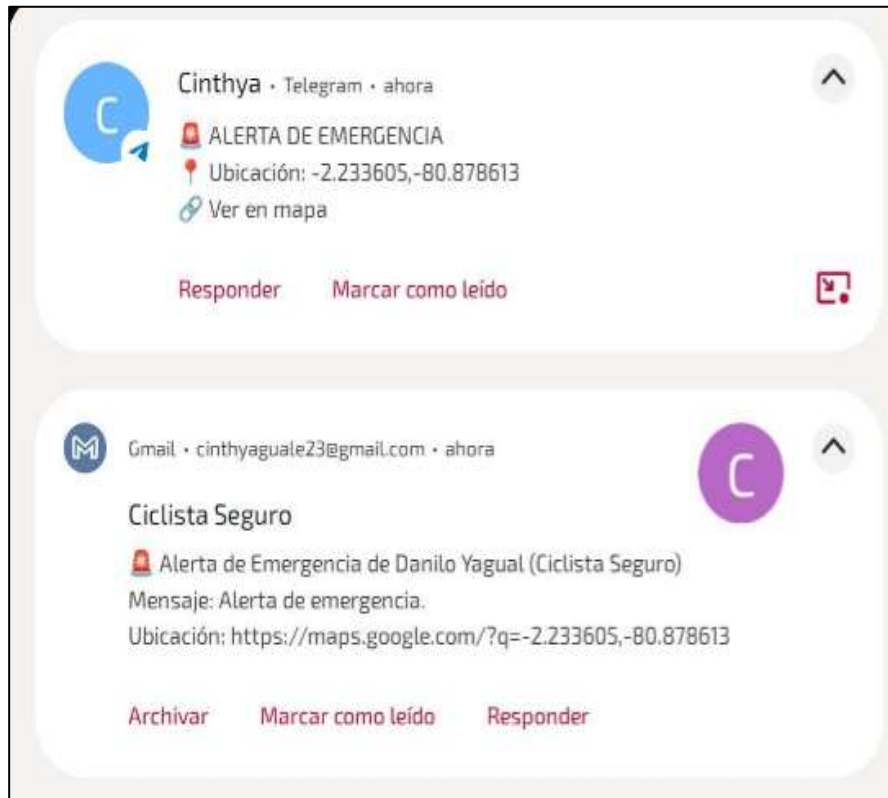 C
Cinthya • Telegram • ahora
🚨 ALERTA DE EMERGENCIA
📍 Ubicación: -2.233605,-80.878613
🔗 Ver en mapa
Responder Marcar como leído
M Gmail • cinthyaguale23@gmail.com • ahora
C
Ciclista Seguro
🚨 Alerta de Emergencia de Danilo Yagual (Ciclista Seguro)
Mensaje: Alerta de emergencia.
Ubicación: https://maps.google.com/?q=-2.233605,-80.878613
Archivar Marcar como leído Responder